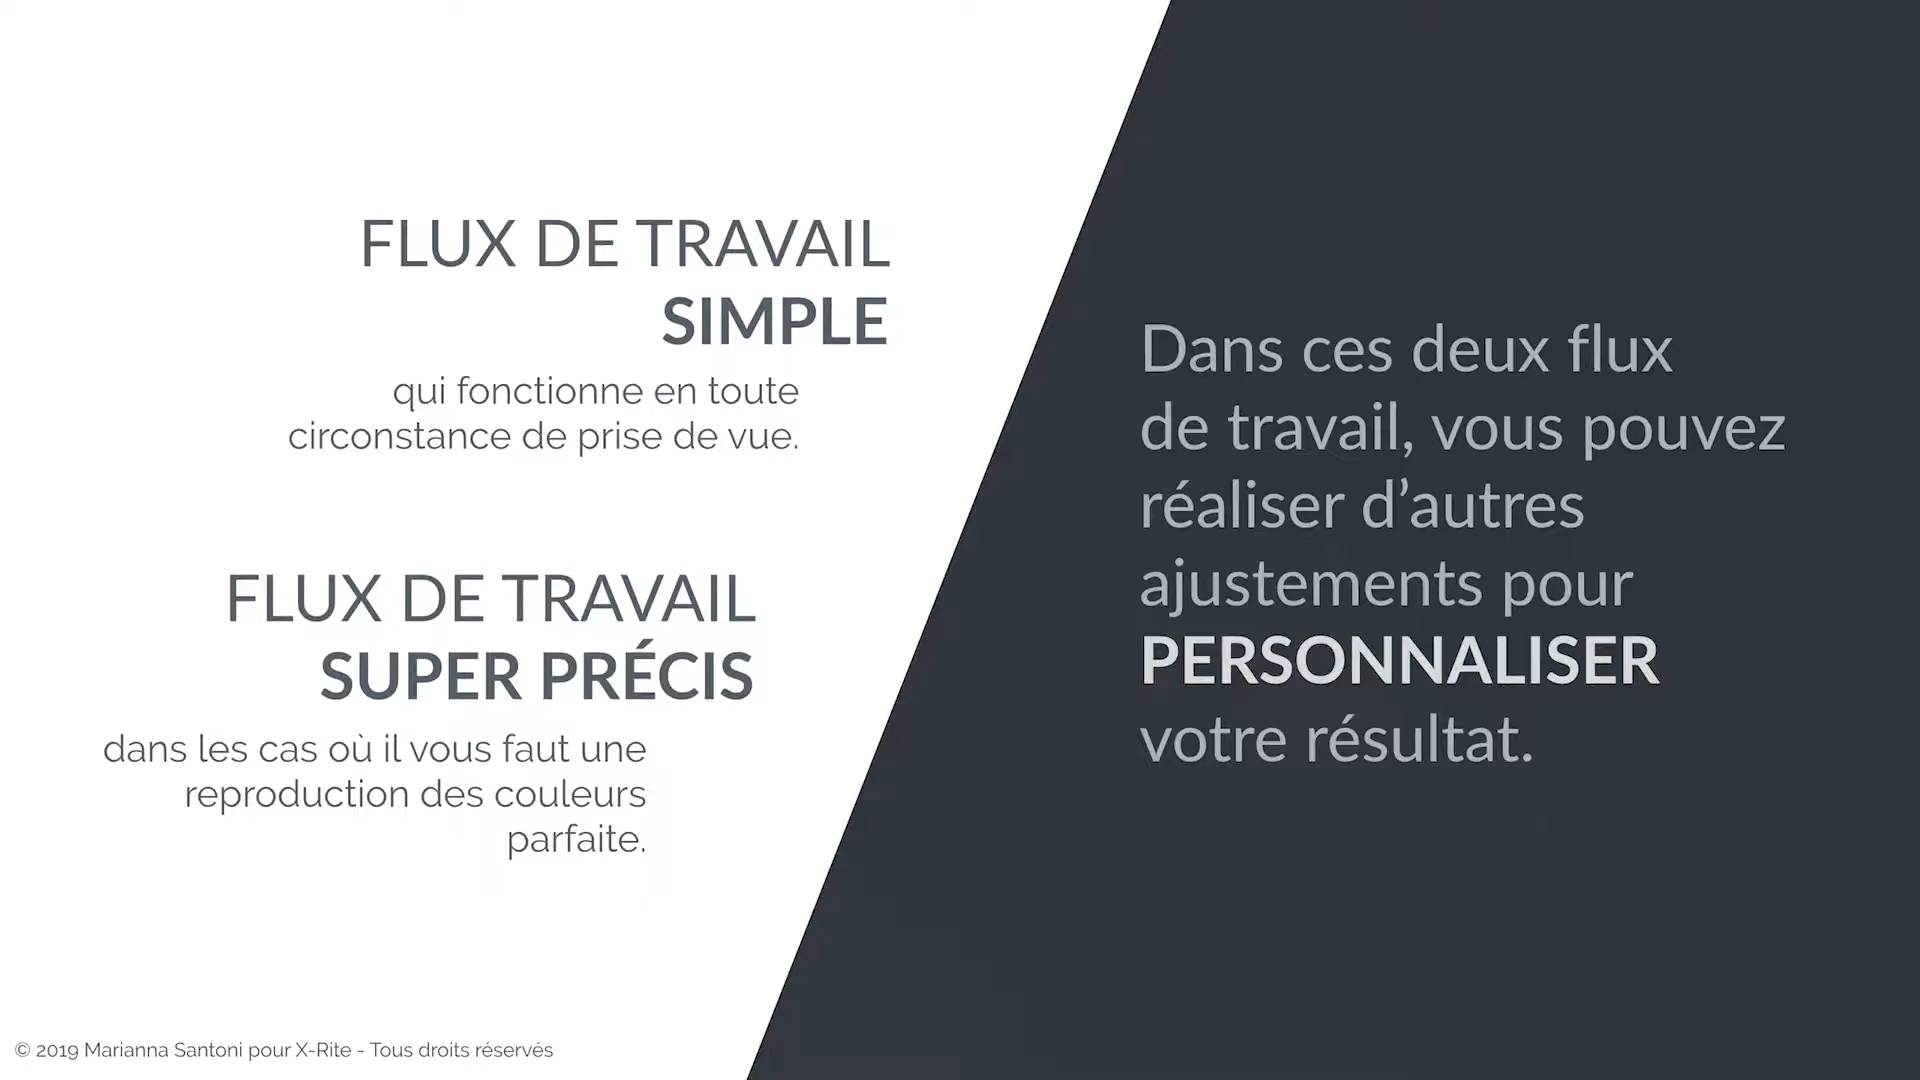 FLUX DE TRAVAIL
SIMPLE
qui fonctionne en toute
circonstance de prise de vue.
FLUX DE TRAVAIL
SUPER PRÉCIS
dans les cas où il vous faut une
reproduction des couleurs
parfaite.
Dans ces deux flux
de travail, vous pouvez
réaliser d’autres
ajustements pour
PERSONNALISER
votre résultat.
© 2019 Marianna Santoni pour X-Rite - Tous droits réservés